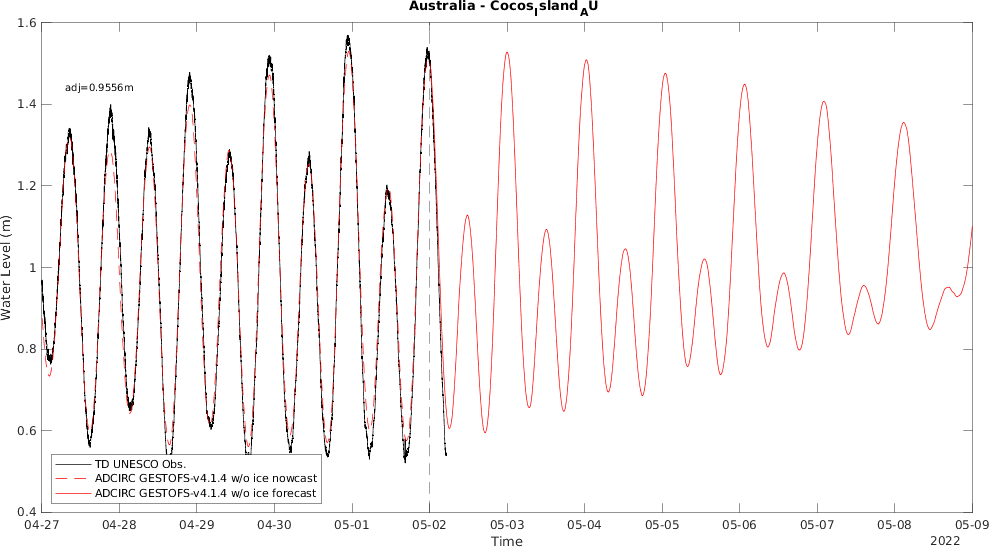 Australia - Cocos_Island_AU
1.6
adj=0.9556m
1.4
1.2
Water Level (m)
1
0.8
0.6
TD UNESCO Obs.
ADCIRC GESTOFS-v4.1.4 w/o ice nowcast
ADCIRC GESTOFS-v4.1.4 w/o ice forecast
0.4
04-27 04-28 04-29 04-30 05-01 05-02 05-03 05-04 05-05 05-06 05-07 05-08 05-09
Time
2022